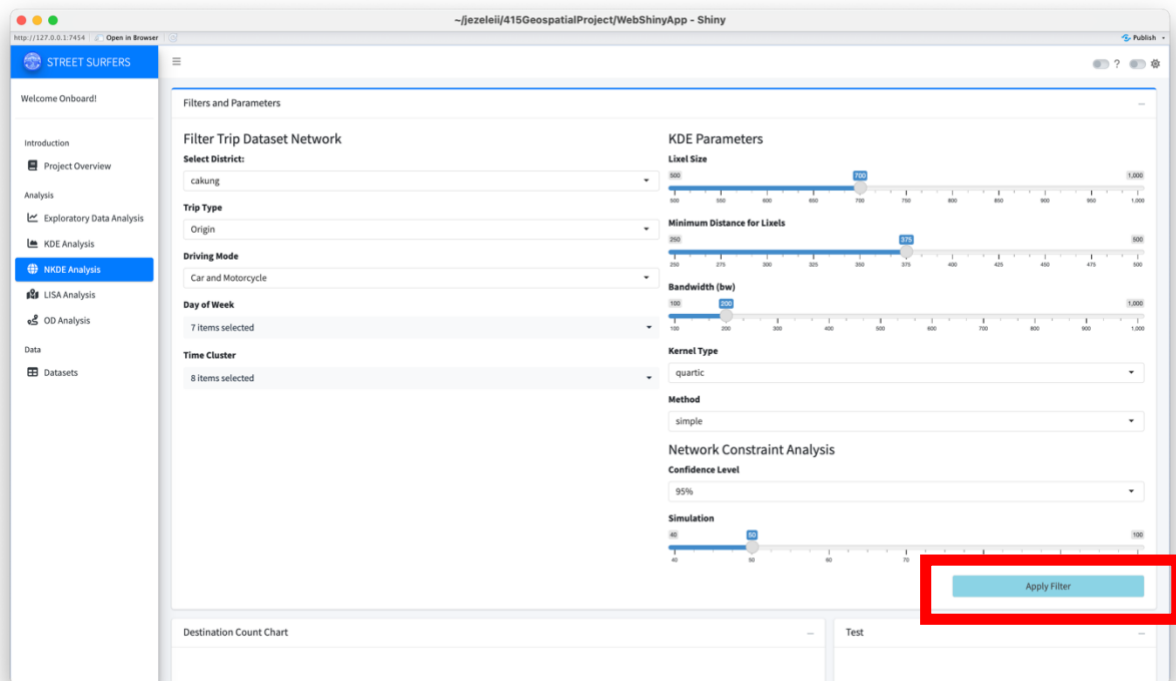 ~/jezeleii/415GeospatialProject/WebShinyApp - Shiny
http://127.0.0.1:7454 Open in Browser Publish
STREET SURFERS
?
Welcome Onboard!
Introduction
Project Overview
Analysis
Exploratory Data Analysis
KDE Analysis
NKDE Analysis
LISA Analysis
OD Analysis
Data
Datasets
Filters and Parameters
Filter Trip Dataset Network
Select District:
cakung
Trip Type
Origin
Driving Mode
Car and Motorcycle
Day of Week
7 items selected
Time Cluster
8 items selected
KDE Parameters
Lixel Size
500 700 1,000
500 550 600 650 700 750 800 850 900 950 1,000
Minimum Distance for Lixels
250 375 500
250 275 300 325 350 375 400 425 450 475 500
Bandwidth (bw)
100 200 1,000
100 200 300 400 500 600 700 800 900 1,000
Kernel Type
quartic
Method
simple
Network Constraint Analysis
Confidence Level
95%
Simulation
40 50 100
40 50 60 70
Apply Filter
Destination Count Chart
Test